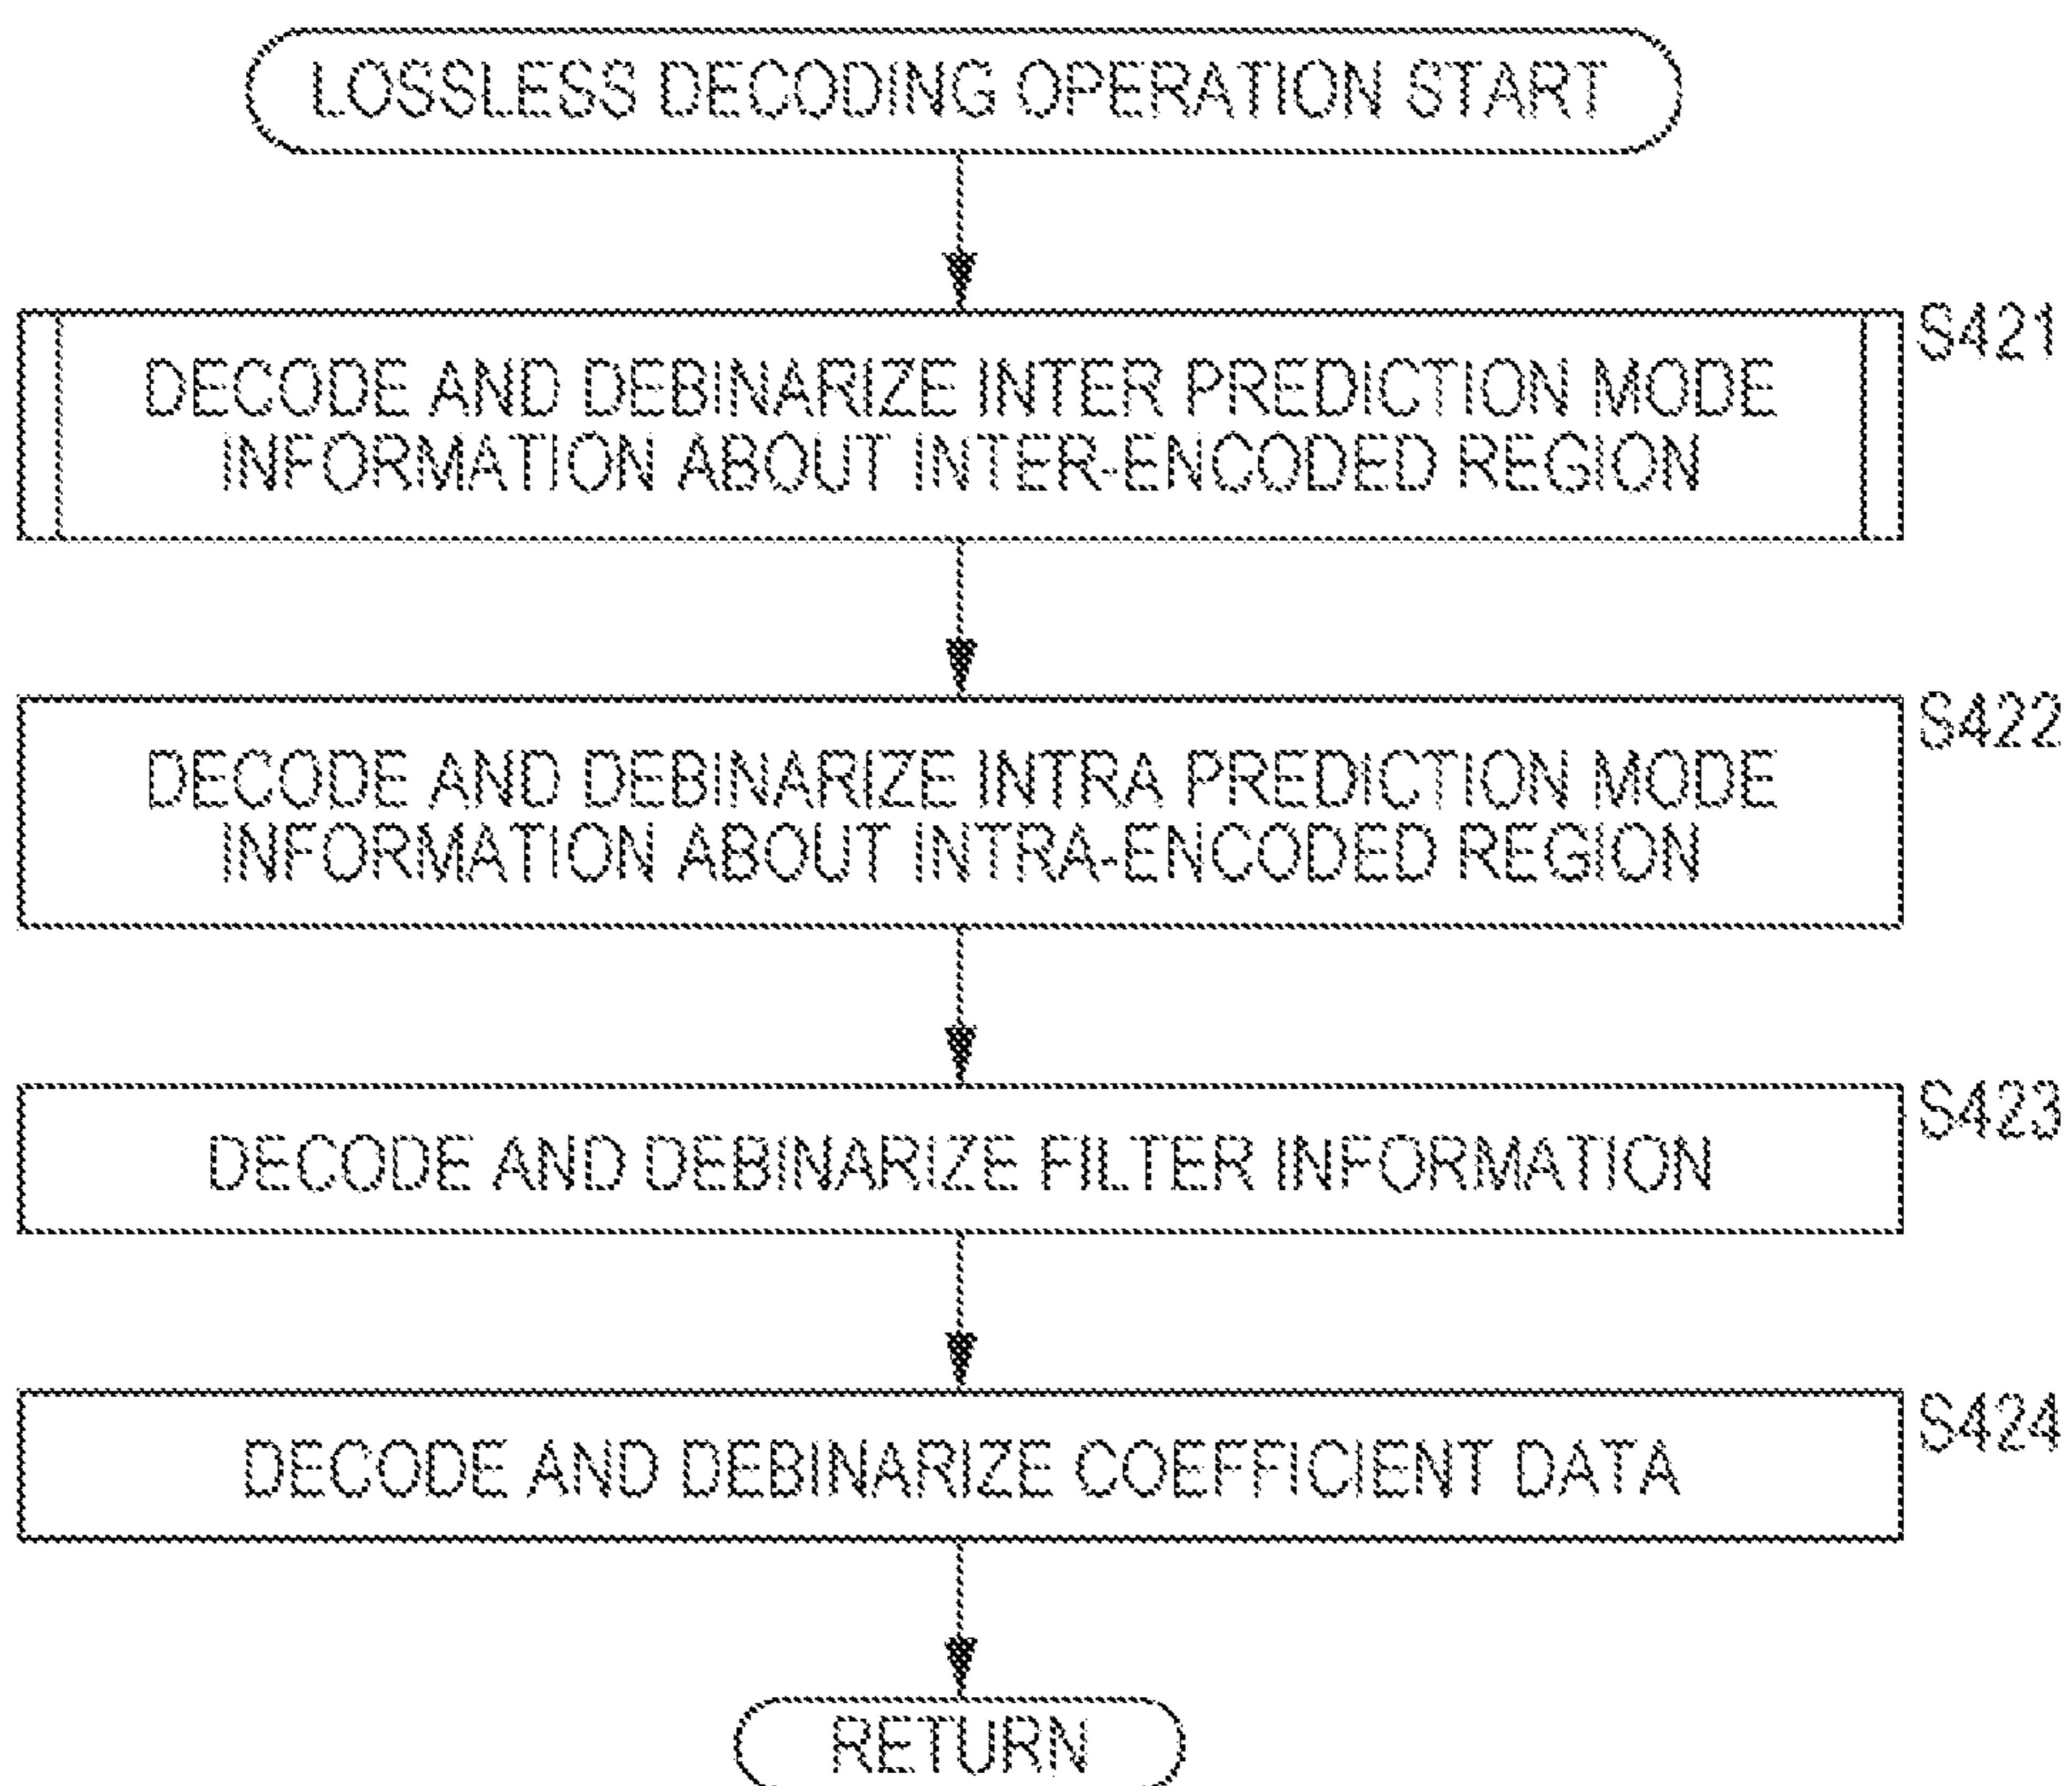 LOSSLESS DECODING OPERATION START
S421
DECODE AND DEBINARIZE INTER PREDICTION MODE
INFORMATION ABOUT INTER-ENCODED REGION
S422
DECODE AND DEBINARIZE INTRA PREDICTION MODE
INFORMATION ABOUT INTRA-ENCODED REGION
S423
DECODE AND DEBINARIZE FILTER INFORMATION
S424
DECODE AND DEBINARIZE COEFFICIENT DATA
RETURN